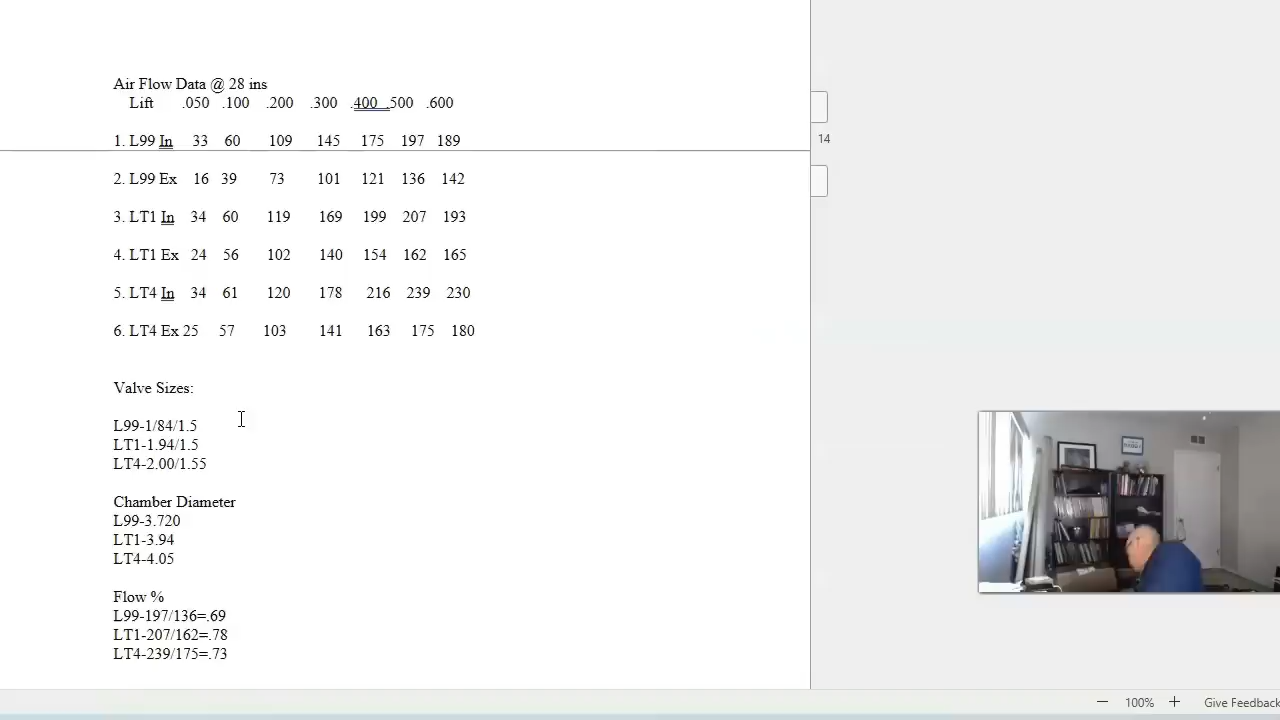 Air Flow Data @ 28 ins
Lift .050 .100 .200 .300 .400 .500 .600
1. L99 In 33 60 109 145 175 197 189
14
2. L99 Ex 16 39 73 101 121 136 142
3. LT1 In 34 60 119 169 199 207 193
4. LT1 Ex 24 56 102 140 154 162 165
5. LT4 In 34 61 120 178 216 239 230
6. LT4 Ex 25 57 103 141 163 175 180
Valve Sizes:
L99-1/84/1.5
LT1-1.94/1.5
LT4-2.00/1.55
Chamber Diameter
L99-3.720
LT1-3.94
LT4-4.05
Flow %
L99-197/136=.69
LT1-207/162=.78
LT4-239/175=.73
100% Give Feedback